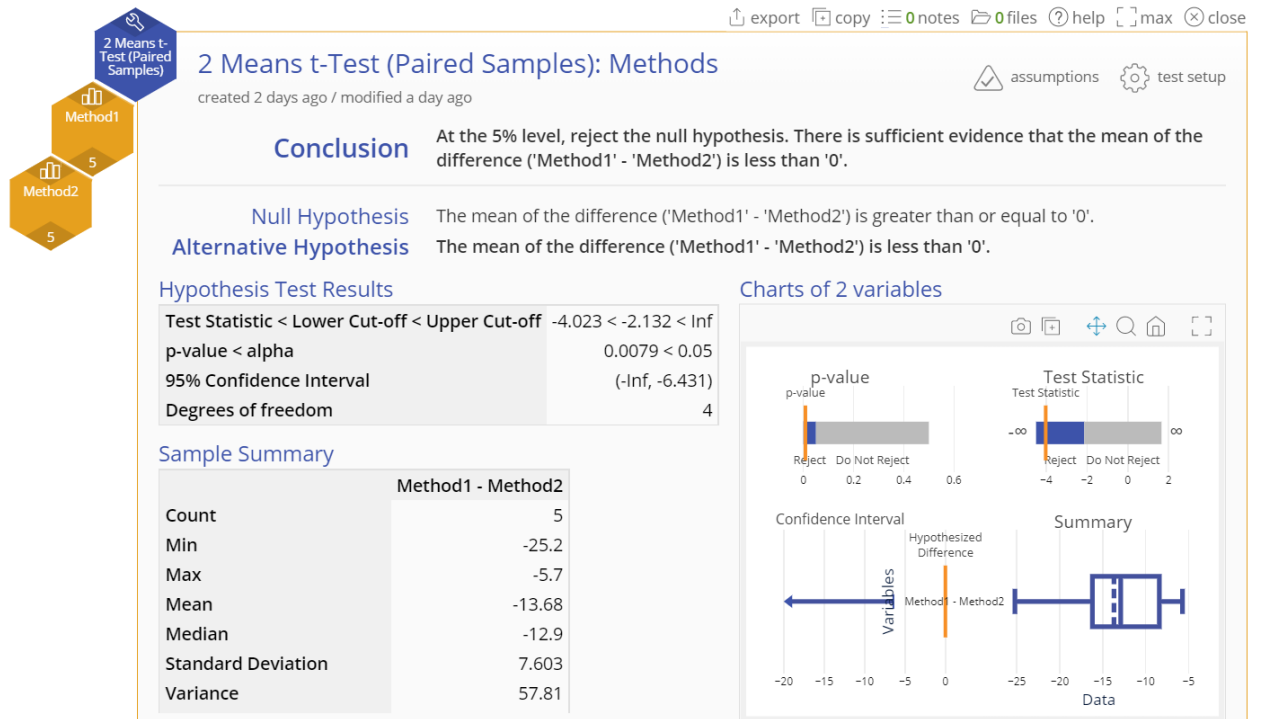 export copy 0 notes 0 files help max close
2 Means t-
Test (Paired
Samples)
Method1
5
Method2
5
2 Means t-Test (Paired Samples): Methods
created 2 days ago / modified a day ago
assumptions test setup
Conclusion
At the 5% level, reject the null hypothesis. There is sufficient evidence that the mean of the
difference ('Method1' - 'Method2') is less than '0'.
Null Hypothesis The mean of the difference ('Method1' - 'Method2') is greater than or equal to '0'.
Alternative Hypothesis The mean of the difference ('Method1' - 'Method2') is less than '0'.
Hypothesis Test Results
Test Statistic < Lower Cut-off < Upper Cut-off -4.023 < -2.132 < Inf
p-value < alpha 0.0079 < 0.05
95% Confidence Interval (-Inf, -6.431)
Degrees of freedom 4
Sample Summary
Method1 - Method2
Count 5
Min -25.2
Max -5.7
Mean -13.68
Median -12.9
Standard Deviation 7.603
Variance 57.81
Charts of 2 variables
p-value
p-value
Reject Do Not Reject
0 0.2 0.4 0.6
Test Statistic
Test Statistic
-∞ ∞
Reject Do Not Reject
−4 −2 0 2
Confidence Interval
Hypothesized
Difference
−20 −15 −10 −5 0
Summary
Variables
Method1 - Method2
−25 −20 −15 −10 −5
Data